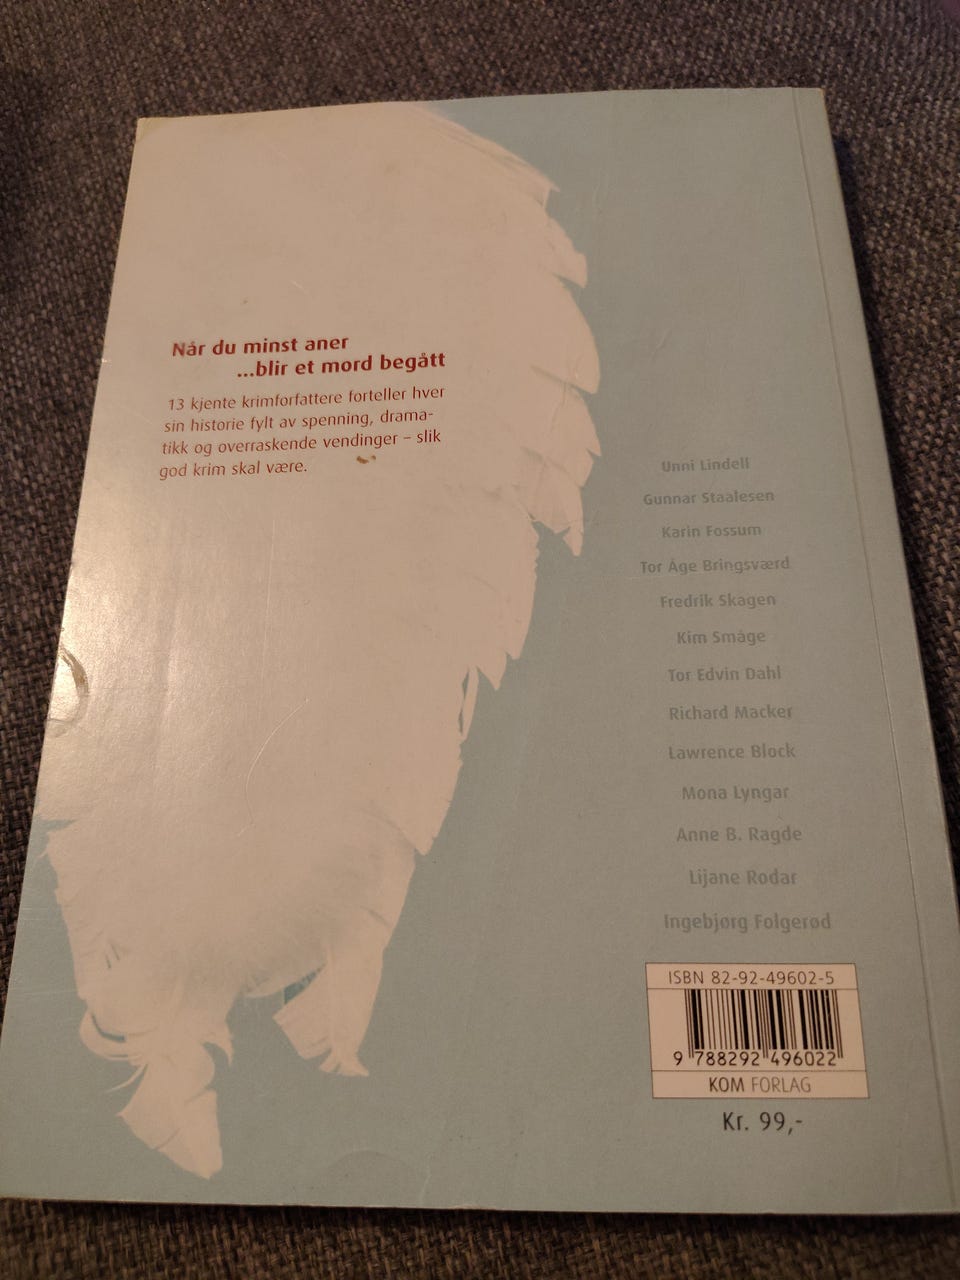 Når du minst aner
...blir et mord begått
13 kjente krimforfattere forteller hver
sin historie fylt av spenning, drama-
tikk og overraskende vendinger – slik
god krim skal være.
Unni Lindell
Gunnar Staalesen
Karin Fossum
Tor Åge Bringsværd
Fredrik Skagen
Kim Småge
Tor Edvin Dahl
Richard Macker
Lawrence Block
Mona Lyngar
Anne B. Ragde
Lijane Rodar
Ingebjørg Folgerød
ISBN 82-92-49602-5
9 788292 496022
KOM FORLAG
Kr. 99,-